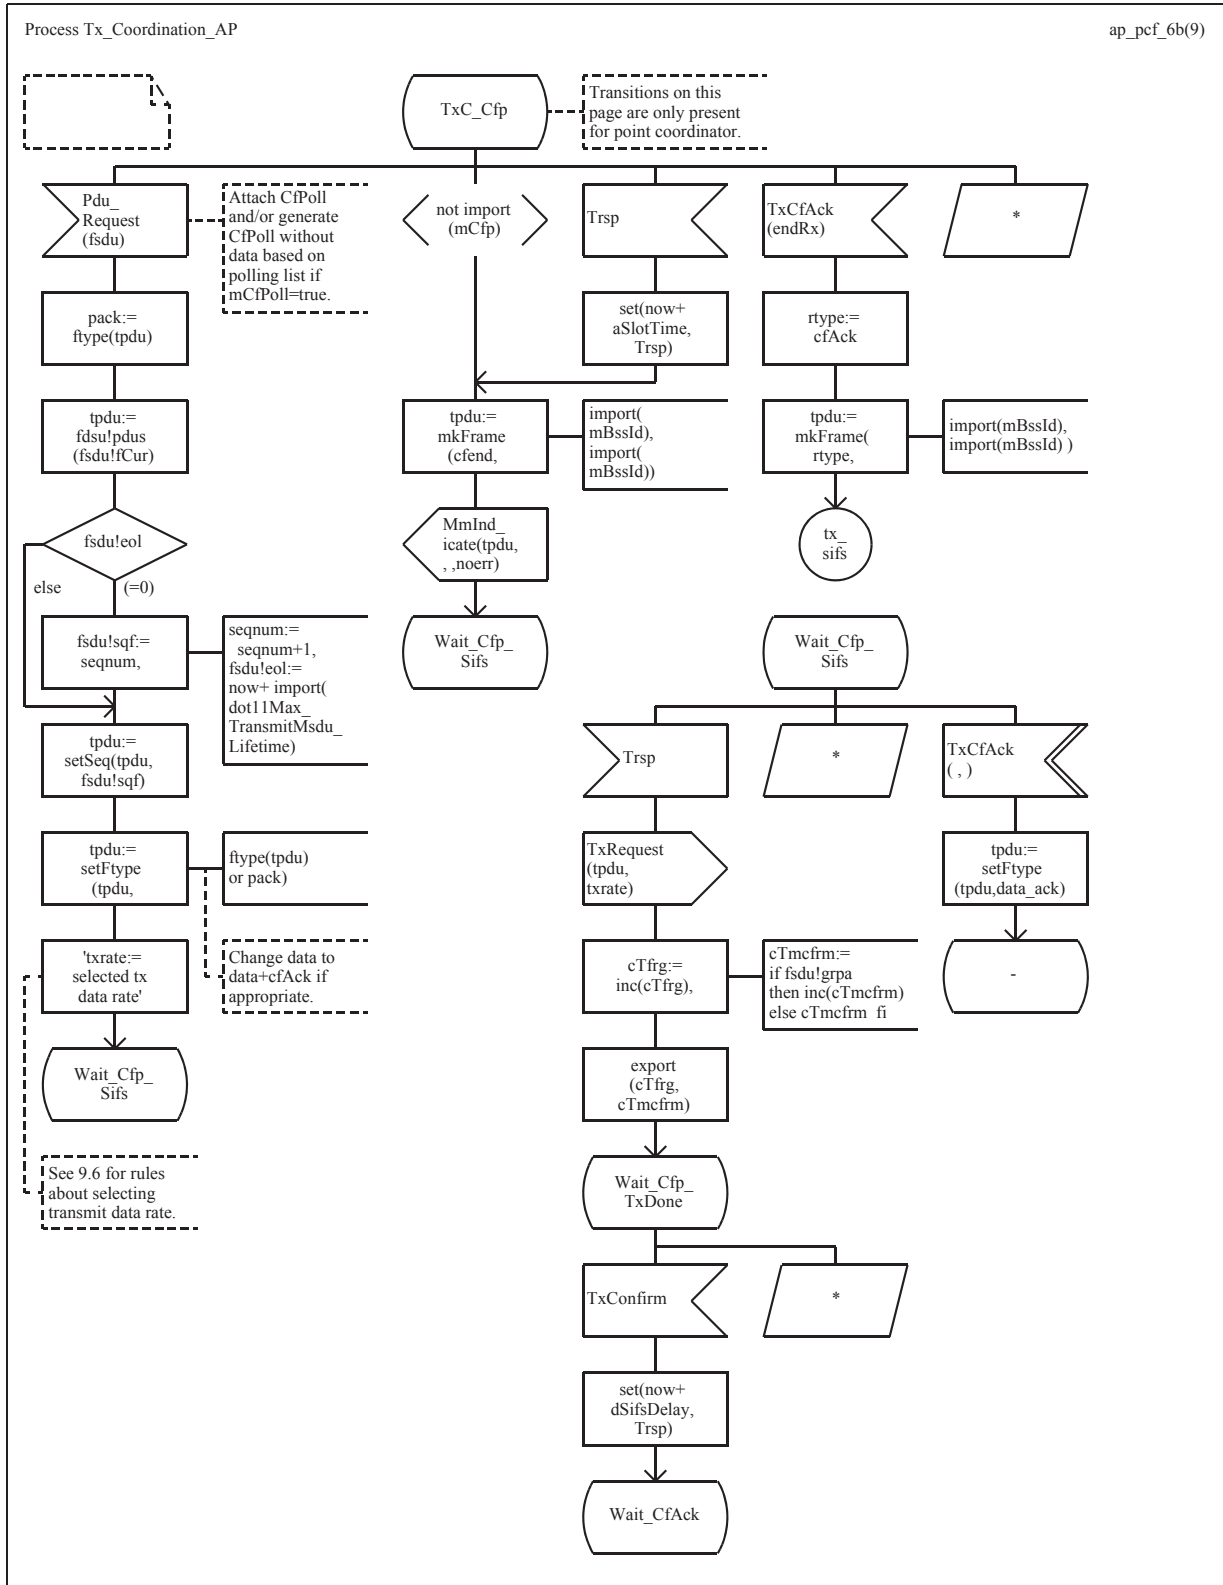 Process Tx_Coordination_AP
ap_pcf_6b(9)
TxC_Cfp
Transitions on this
page are only present
for point coordinator.
Pdu_
Request
(fsdu)
Attach CfPoll
and/or generate
CfPoll without
data based on
polling list if
mCfPoll=true.
not import
(mCfp)
Trsp
TxCfAck
(endRx)
*
pack:=
ftype(tpdu)
set(now+
aSlotTime,
Trsp)
rtype:=
cfAck
tpdu:=
fdsu!pdus
(fsdu!fCur)
tpdu:=
mkFrame
(cfend,
import(
mBssId),
import(
mBssId))
tpdu:=
mkFrame(
rtype,
import(mBssId),
import(mBssId) )
fsdu!eol
else
(=0)
MmInd_
icate(tpdu,
, ,noerr)
tx_
sifs
fsdu!sqf:=
seqnum,
seqnum:=
seqnum+1,
fsdu!eol:=
now+ import(
dot11Max_
TransmitMsdu_
Lifetime)
Wait_Cfp_
Sifs
Wait_Cfp_
Sifs
tpdu:=
setSeq(tpdu,
fsdu!sqf)
Trsp
*
TxCfAck
( , )
tpdu:=
setFtype
(tpdu,
ftype(tpdu)
or pack)
TxRequest
(tpdu,
txrate)
tpdu:=
setFtype
(tpdu,data_ack)
'txrate:=
selected tx
data rate'
Change data to
data+cfAck if
appropriate.
cTfrg:=
inc(cTfrg),
cTmcfrm:=
if fsdu!grpa
then inc(cTmcfrm)
else cTmcfrm fi
-
Wait_Cfp_
Sifs
export
(cTfrg,
cTmcfrm)
See 9.6 for rules
about selecting
transmit data rate.
Wait_Cfp_
TxDone
TxConfirm
*
set(now+
dSifsDelay,
Trsp)
Wait_CfAck